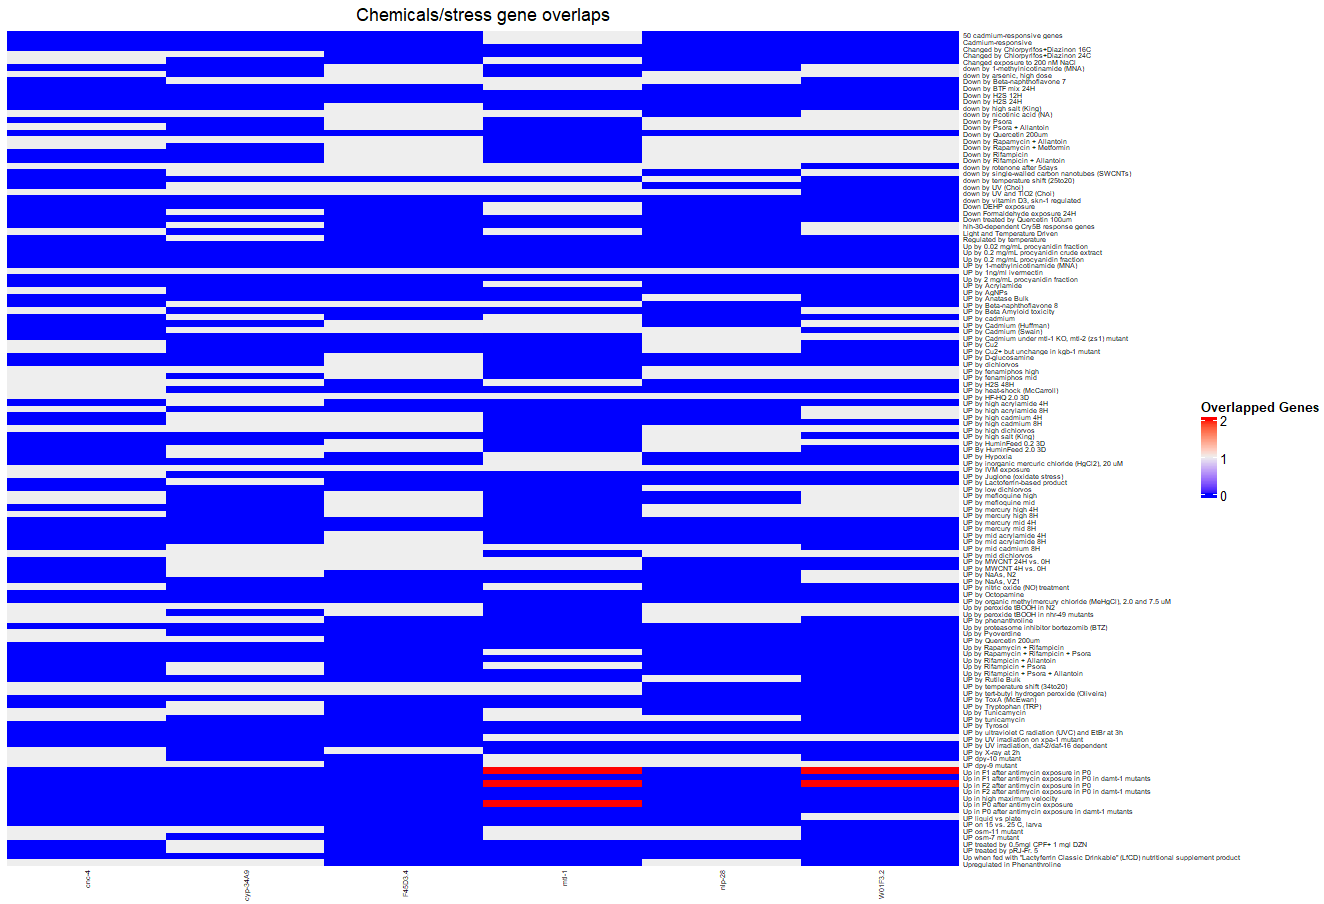 Chemicals/stress gene overlaps
50 cadmium-responsive genes
Cadmium-responsive
Changed by Chlorpyrifos+Diazinon 16C
Changed by Chlorpyrifos+Diazinon 24C
Changed exposure to 200 nM NaCl
down by 1-methylnicotinamide (MNA)
down by arsenic, high dose
Down by Beta-naphthoflavone 7
Down by BTF mix 24H
Down by H2S 12H
Down by H2S 24H
down by high salt (King)
down by nicotinic acid (NA)
Down by Psora
Down by Psora + Allantoin
Down by Quercetin 200um
Down by Rapamycin + Allantoin
Down by Rapamycin + Metformin
Down by Rifampicin
Down by Rifampicin + Allantoin
down by rotenone after 5days
down by single-walled carbon nanotubes (SWCNTs)
down by temperature shift (25to20)
down by UV (Choi)
down by UV and TiO2 (Choi)
down by vitamin D3, skn-1 regulated
Down DEHP exposure
Down Formaldehyde exposure 24H
Down treated by Quercetin 100um
hlh-30-dependent Cry5B response genes
Light and Temperature Driven
Regulated by temperature
Up by 0.02 mg/mL procyanidin fraction
Up by 0.2 mg/mL procyanidin crude extract
Up by 0.2 mg/mL procyanidin fraction
UP by 1-methylnicotinamide (MNA)
UP by 1ng/ml ivermectin
Up by 2 mg/mL procyanidin fraction
UP by Acrylamide
UP by AgNPs
UP by Anatase Bulk
UP by Beta-naphthoflavone 8
UP by Beta Amyloid toxicity
UP by cadmium
UP by Cadmium (Huffman)
UP by Cadmium (Swain)
UP by Cadmium under mtl-1 KO, mtl-2 (zs1) mutant
UP by Cu2
UP by Cu2+ but unchange in kgb-1 mutant
UP by D-glucosamine
UP by dichlorvos
UP by fenamiphos high
UP by fenamiphos mid
UP by H2S 48H
UP by heat-shock (McCarroll)
UP by HF-HQ 2.0 3D
UP by high acrylamide 4H
UP by high acrylamide 8H
UP by high cadmium 4H
UP by high cadmium 8H
UP by high dichlorvos
UP by high salt (King)
UP by HuminFeed 0.2 3D
UP By HuminFeed 2.0 3D
UP by Hypoxia
UP by inorganic mercuric chloride (HgCl2), 20 uM
UP by IVM exposure
UP by Juglone (oxidate stress)
UP by Lactoferrin-based product
UP by low dichlorvos
UP by mefloquine high
UP by mefloquine mid
UP by mercury high 4H
UP by mercury high 8H
UP by mercury mid 4H
UP by mercury mid 8H
UP by mid acrylamide 4H
UP by mid acrylamide 8H
UP by mid cadmium 8H
UP by mid dichlorvos
UP by MWCNT 24H vs. 0H
UP by MWCNT 4H vs. 0H
UP by NaAs, N2
UP by NaAs, VZ1
UP by nitric oxide (NO) treatment
UP by Octopamine
UP by organic methylmercury chloride (MeHgCl), 2.0 and 7.5 uM
Up by peroxide tBOOH in N2
Up by peroxide tBOOH in nhr-49 mutants
UP by phenanthroline
Up by proteasome inhibitor bortezomib (BTZ)
Up by Pyoverdine
UP by Quercetin 200um
Up by Rapamycin + Rifampicin
Up by Rapamycin + Rifampicin + Psora
Up by Rifampicin + Allantoin
Up by Rifampicin + Psora
Up by Rifampicin + Psora + Allantoin
UP by Rutile Bulk
UP by temperature shift (34to20)
UP by tert-butyl hydrogen peroxide (Oliveira)
UP by ToxA (McEwan)
UP by Tryptophan (TRP)
Up by Tunicamycin
UP by tunicamycin
UP by Tyrosol
UP by ultraviolet C radiation (UVC) and EtBr at 3h
UP by UV irradiation on xpa-1 mutant
UP by UV irradiation, daf-2/daf-16 dependent
UP by X-ray at 2h
UP dpy-10 mutant
UP dpy-9 mutant
Up in F1 after antimycin exposure in P0
Up in F1 after antimycin exposure in P0 in damt-1 mutants
Up in F2 after antimycin exposure in P0
Up in F2 after antimycin exposure in P0 in damt-1 mutants
Up in high maximum velocity
Up in P0 after antimycin exposure
Up in P0 after antimycin exposure in damt-1 mutants
UP liquid vs plate
UP on 15 vs. 25 C, larva
UP osm-11 mutant
UP osm-7 mutant
UP treated by 0.5mgl CPF+ 1 mgl DZN
UP treated by pRJ-Fr. 5
Up when fed with "Lactyferrin Classic Drinkable" (LfCD) nutritional supplement product
Upregulated in Phenanthroline
cnc-4
cyp-34A9
F45D3.4
mtl-1
nlp-28
W01F3.2
Overlapped Genes
2
1
0